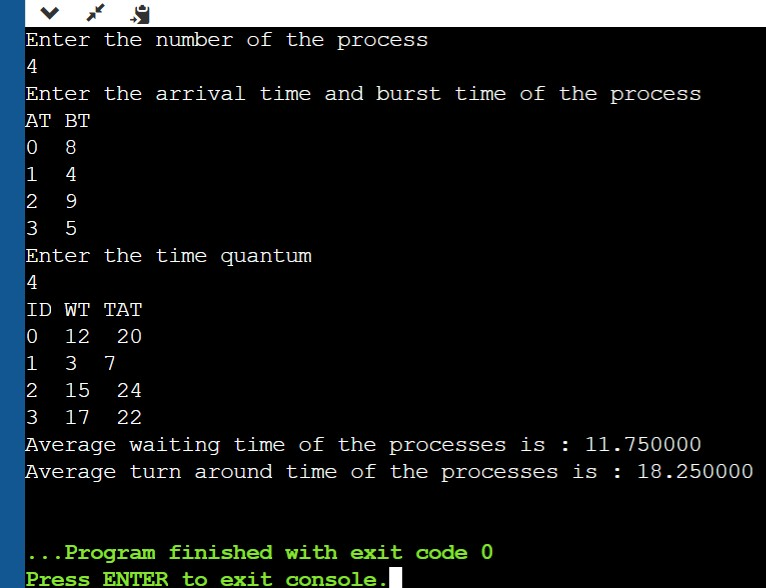 Enter the number of the process
4
Enter the arrival time and burst time of the process
AT BT
0  8
1  4
2  9
3  5
Enter the time quantum
4
ID WT TAT
0  12  20
1  3  7
2  15  24
3  17  22
Average waiting time of the processes is : 11.750000
Average turn around time of the processes is : 18.250000
...Program finished with exit code 0
Press ENTER to exit console.